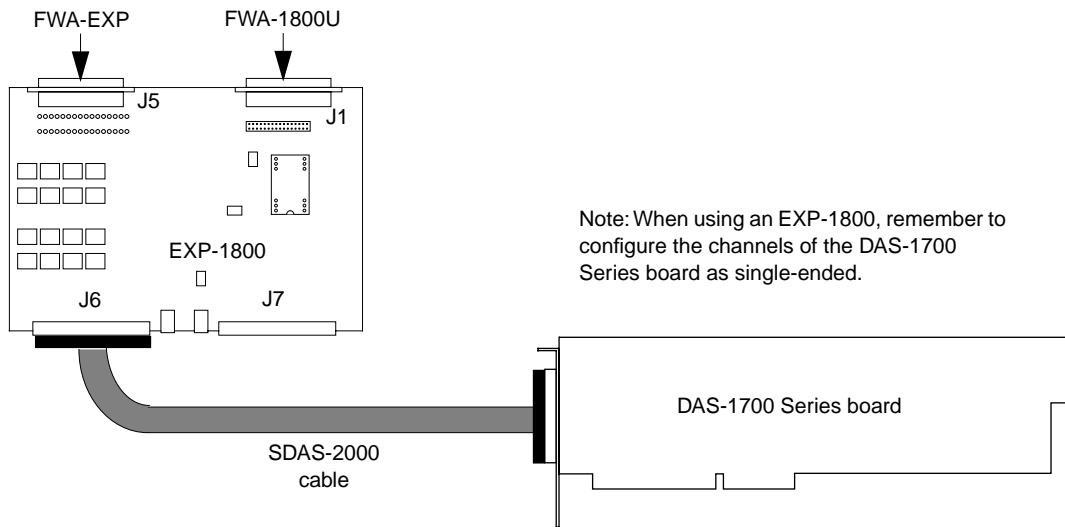 FWA-EXP
FWA-1800U
J5
J1
Note: When using an EXP-1800, remember to
configure the channels of the DAS-1700
Series board as single-ended.
EXP-1800
J6
J7
DAS-1700 Series board
SDAS-2000
cable